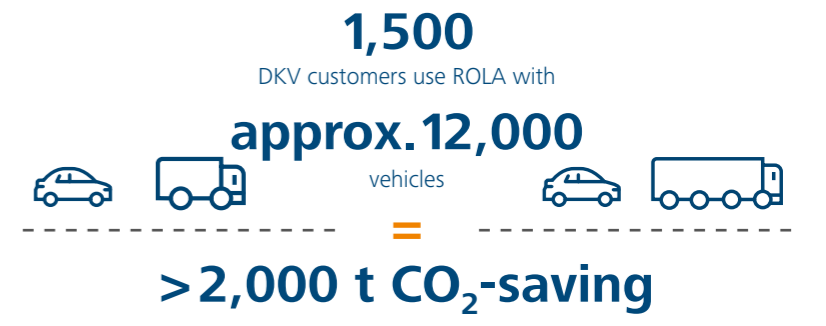 1,500
DKV customers use ROLA with
approx. 12,000
vehicles
=
>2,000 t CO₂-saving